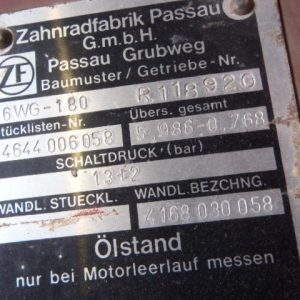 Zahnradfabrik Passau
G.m.b.H.
Passau Grubweg
ZF
Baumuster / Getriebe-Nr.
6WG-180 R118920
tücklisten-Nr. Übers. gesamt
4644 006 058 5,986-0,768
SCHALTDRUCK (bar)
13+2
WANDL. STUECKL. WANDL.BEZCHNG.
4168 030 058
Ölstand
nur bei Motorleerlauf messen